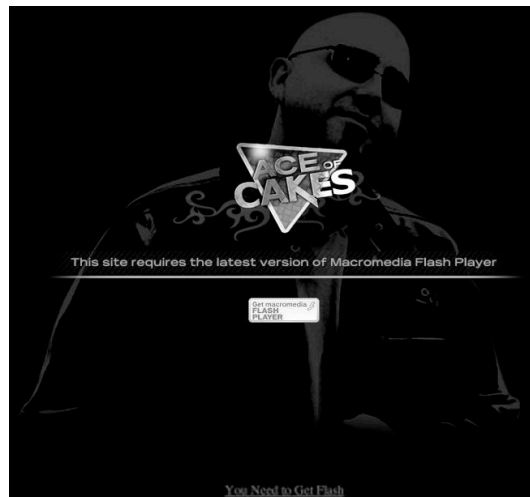 ACE OF
CAKES
This site requires the latest version of Macromedia Flash Player
Get macromedia
FLASH
PLAYER
You Need to Get Flash